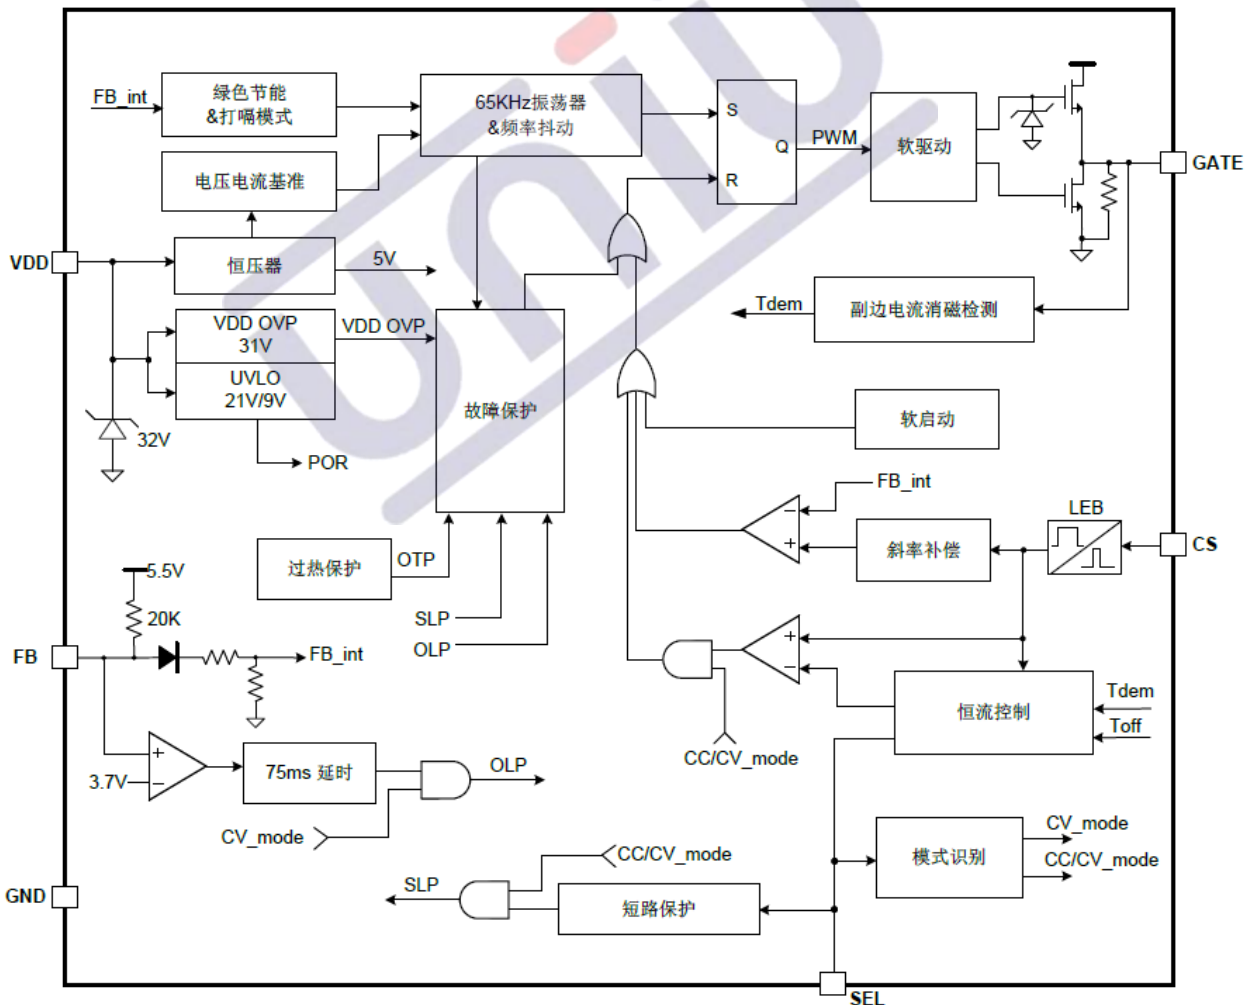 uniu
FB_int
绿色节能
&打嗝模式
65KHz振荡器
&频率抖动
S
R
Q
PWM
软驱动
GATE
电压电流基准
VDD
恒压器
5V
VDD OVP
31V
VDD OVP
UVLO
21V/9V
32V
POR
故障保护
Tdem
副边电流消磁检测
软启动
FB_int
LEB
CS
斜率补偿
过热保护
OTP
SLP
OLP
5.5V
20K
FB
FB_int
+
−
+
−
恒流控制
Tdem
Toff
CC/CV_mode
+
3.7V
−
75ms 延时
OLP
CV_mode
模式识别
CV_mode
CC/CV_mode
CC/CV_mode
SLP
短路保护
GND
SEL